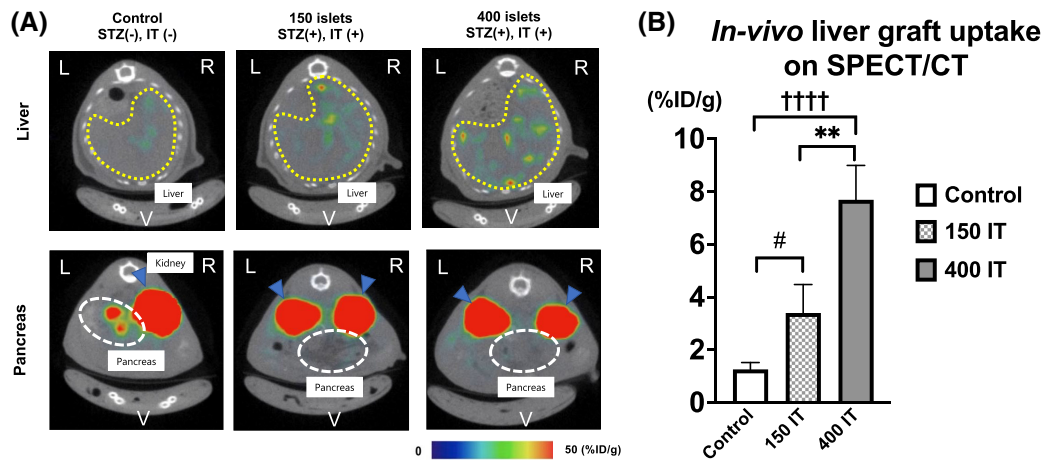 (A)
Control
STZ(-), IT (-)
150 islets
STZ(+), IT (+)
400 islets
STZ(+), IT (+)
Liver
L
R
Liver
V
L
R
Liver
V
L
R
Liver
V
Pancreas
L
Kidney
R
Pancreas
V
L
R
Pancreas
V
L
R
Pancreas
V
0
50 (%ID/g)
(B)
In-vivo liver graft uptake
on SPECT/CT
(%ID/g)
††††
**
#
10
8
6
4
2
0
Control
150 IT
400 IT
Control
150 IT
400 IT